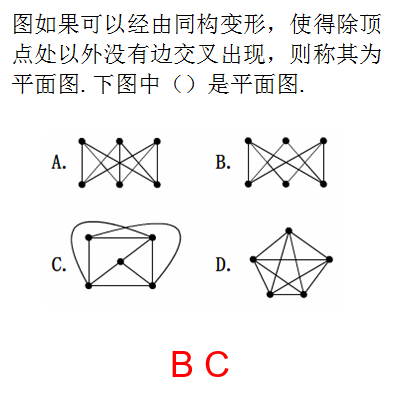 图如果可以经由同构变形，使得除顶
点处以外没有边交叉出现，则称其为
平面图. 下图中（）是平面图.
A. B.
C. D.
B C